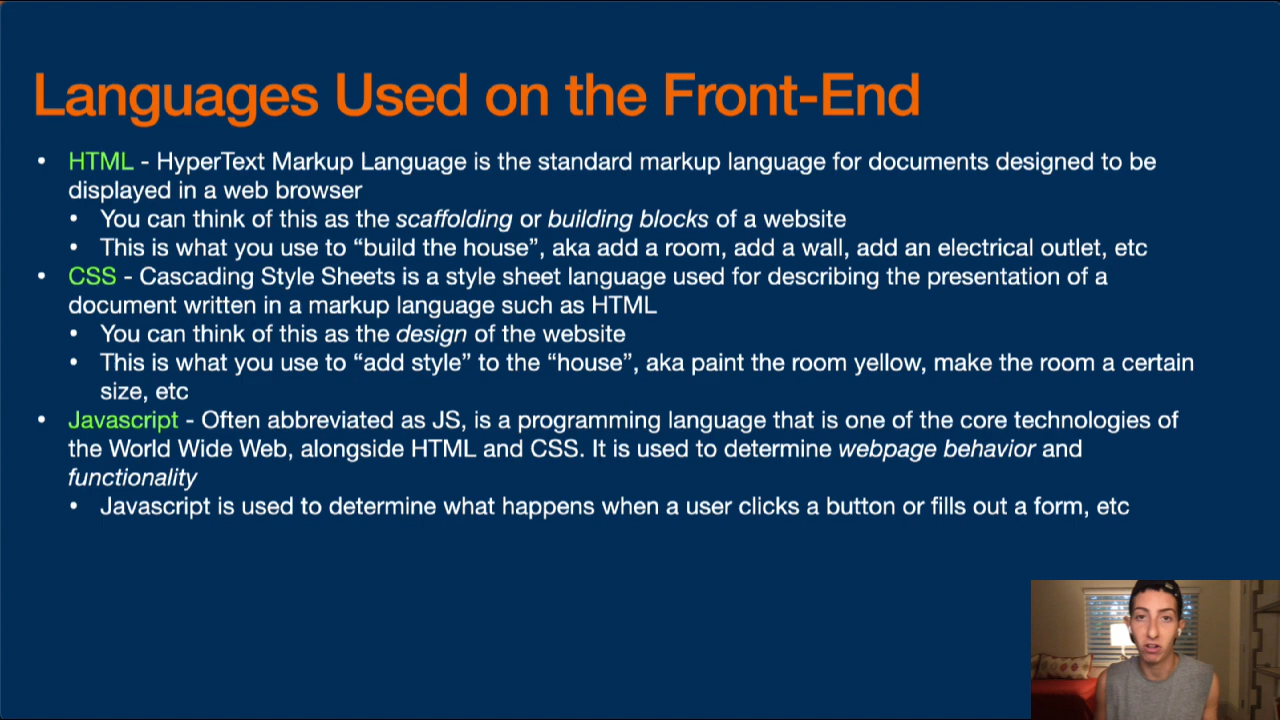 Languages Used on the Front-End
• HTML - HyperText Markup Language is the standard markup language for documents designed to be
displayed in a web browser
• You can think of this as the scaffolding or building blocks of a website
• This is what you use to “build the house”, aka add a room, add a wall, add an electrical outlet, etc
• CSS - Cascading Style Sheets is a style sheet language used for describing the presentation of a
document written in a markup language such as HTML
• You can think of this as the design of the website
• This is what you use to “add style” to the “house”, aka paint the room yellow, make the room a certain
size, etc
• Javascript - Often abbreviated as JS, is a programming language that is one of the core technologies of
the World Wide Web, alongside HTML and CSS. It is used to determine webpage behavior and
functionality
• Javascript is used to determine what happens when a user clicks a button or fills out a form, etc